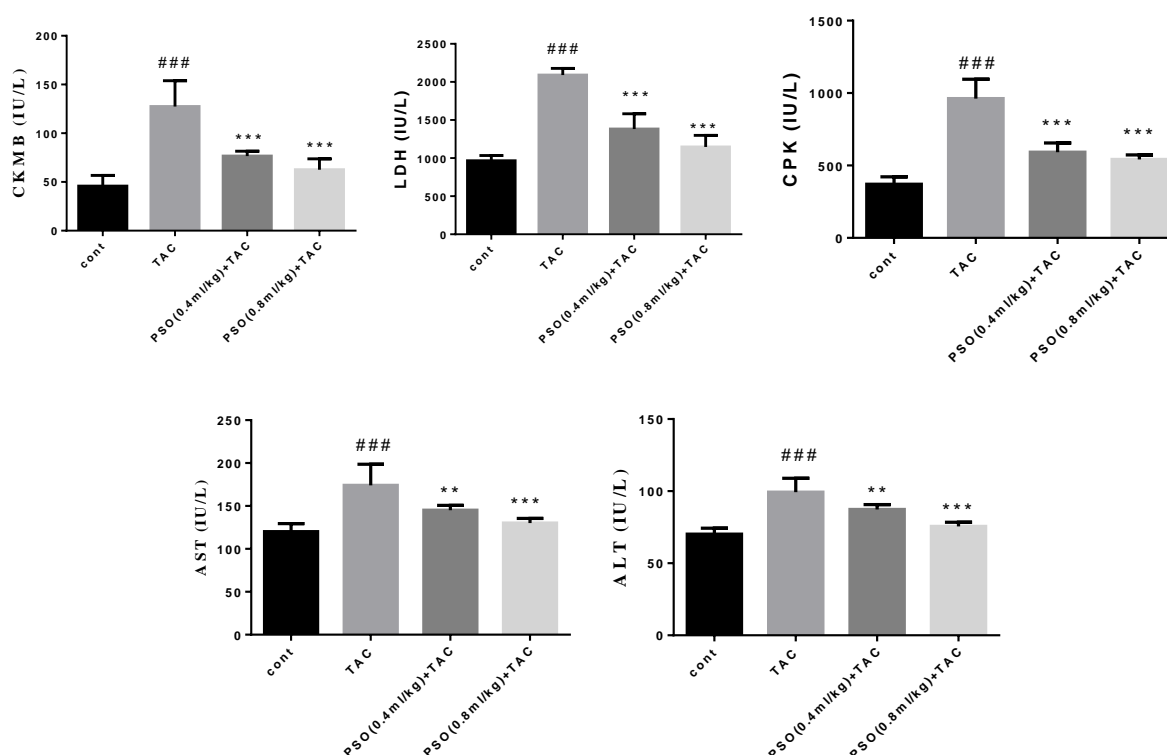 CKMB (IU/L)
200
150
100
50
0
###
***
***
cont
TAC
PSO(0.4ml/kg)+TAC
PSO(0.8ml/kg)+TAC
LDH (IU/L)
2500
2000
1500
1000
500
0
###
***
***
cont
TAC
PSO(0.4ml/kg)+TAC
PSO(0.8ml/kg)+TAC
CPK (IU/L)
1500
1000
500
0
###
***
***
cont
TAC
PSO(0.4ml/kg)+TAC
PSO(0.8ml/kg)+TAC
AST (IU/L)
250
200
150
100
50
0
###
**
***
cont
TAC
PSO(0.4ml/kg)+TAC
PSO(0.8ml/kg)+TAC
ALT (IU/L)
150
100
50
0
###
**
***
cont
TAC
PSO(0.4ml/kg)+TAC
PSO(0.8ml/kg)+TAC